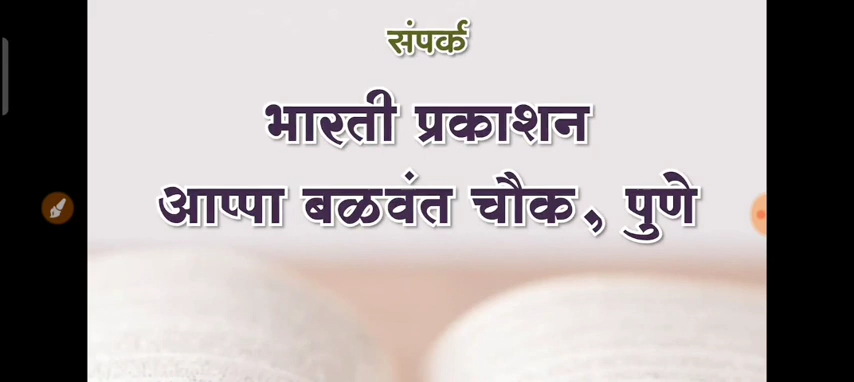 संपर्क
भारती प्रकाशन
आप्पा बळवंत चौक, पुणे